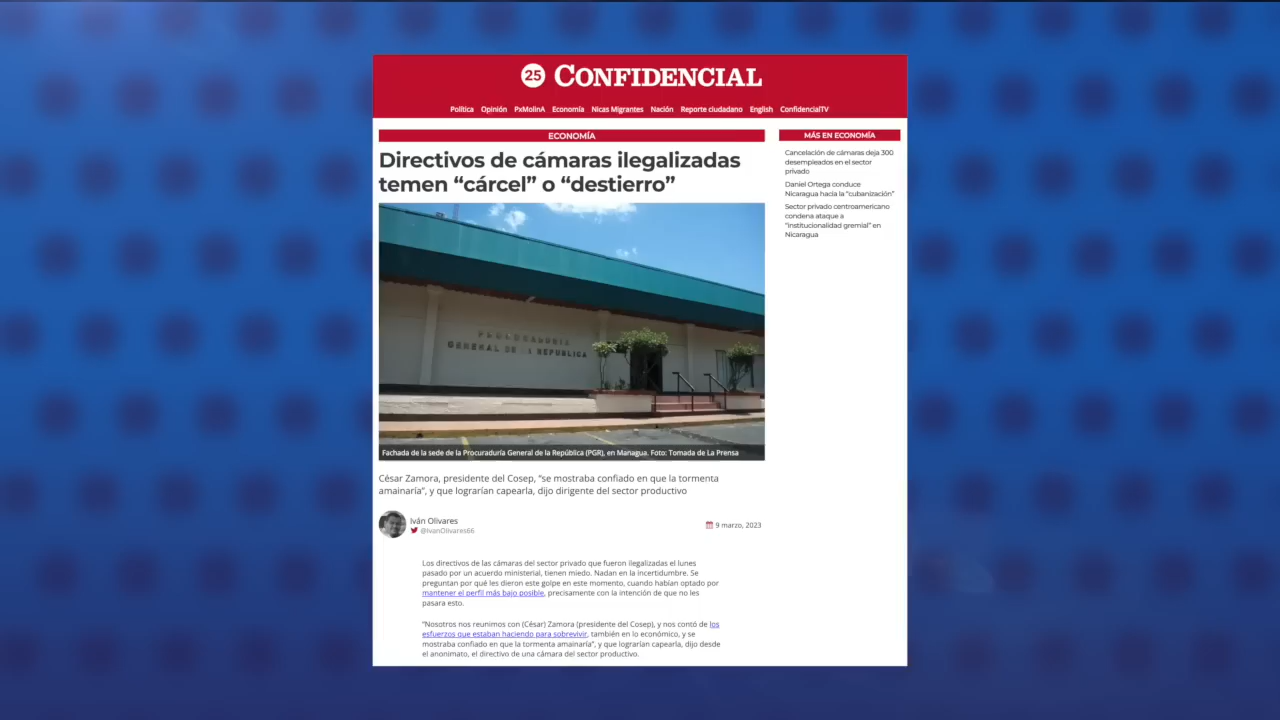 25 CONFIDENCIAL
Política Opinión PxMolinA Economía Nicas Migrantes Nación Reporte ciudadano English ConfidencialTV
ECONOMÍA
Directivos de cámaras ilegalizadas
temen “cárcel” o “destierro”
PROCURADURIA
GENERAL DE LA REPUBLICA
Fachada de la sede de la Procuraduría General de la República (PGR), en Managua. Foto: Tomada de La Prensa
César Zamora, presidente del Cosep, “se mostraba confiado en que la tormenta
amainaría”, y que lograrían capearla, dijo dirigente del sector productivo
Iván Olivares
@IvanOlivares66
9 marzo, 2023
Los directivos de las cámaras del sector privado que fueron ilegalizadas el lunes
pasado por un acuerdo ministerial, tienen miedo. Nadan en la incertidumbre. Se
preguntan por qué les dieron este golpe en este momento, cuando habían optado por
mantener el perfil más bajo posible, precisamente con la intención de que no les
pasara esto.
“Nosotros nos reunimos con (César) Zamora (presidente del Cosep), y nos contó de los
esfuerzos que estaban haciendo para sobrevivir, también en lo económico, y se
mostraba confiado en que la tormenta amainaría”, y que lograrían capearla, dijo desde
el anonimato, el directivo de una cámara del sector productivo.
MÁS EN ECONOMÍA
Cancelación de cámaras deja 300
desempleados en el sector
privado
Daniel Ortega conduce
Nicaragua hacia la “cubanización”
Sector privado centroamericano
condena ataque a
“institucionalidad gremial” en
Nicaragua